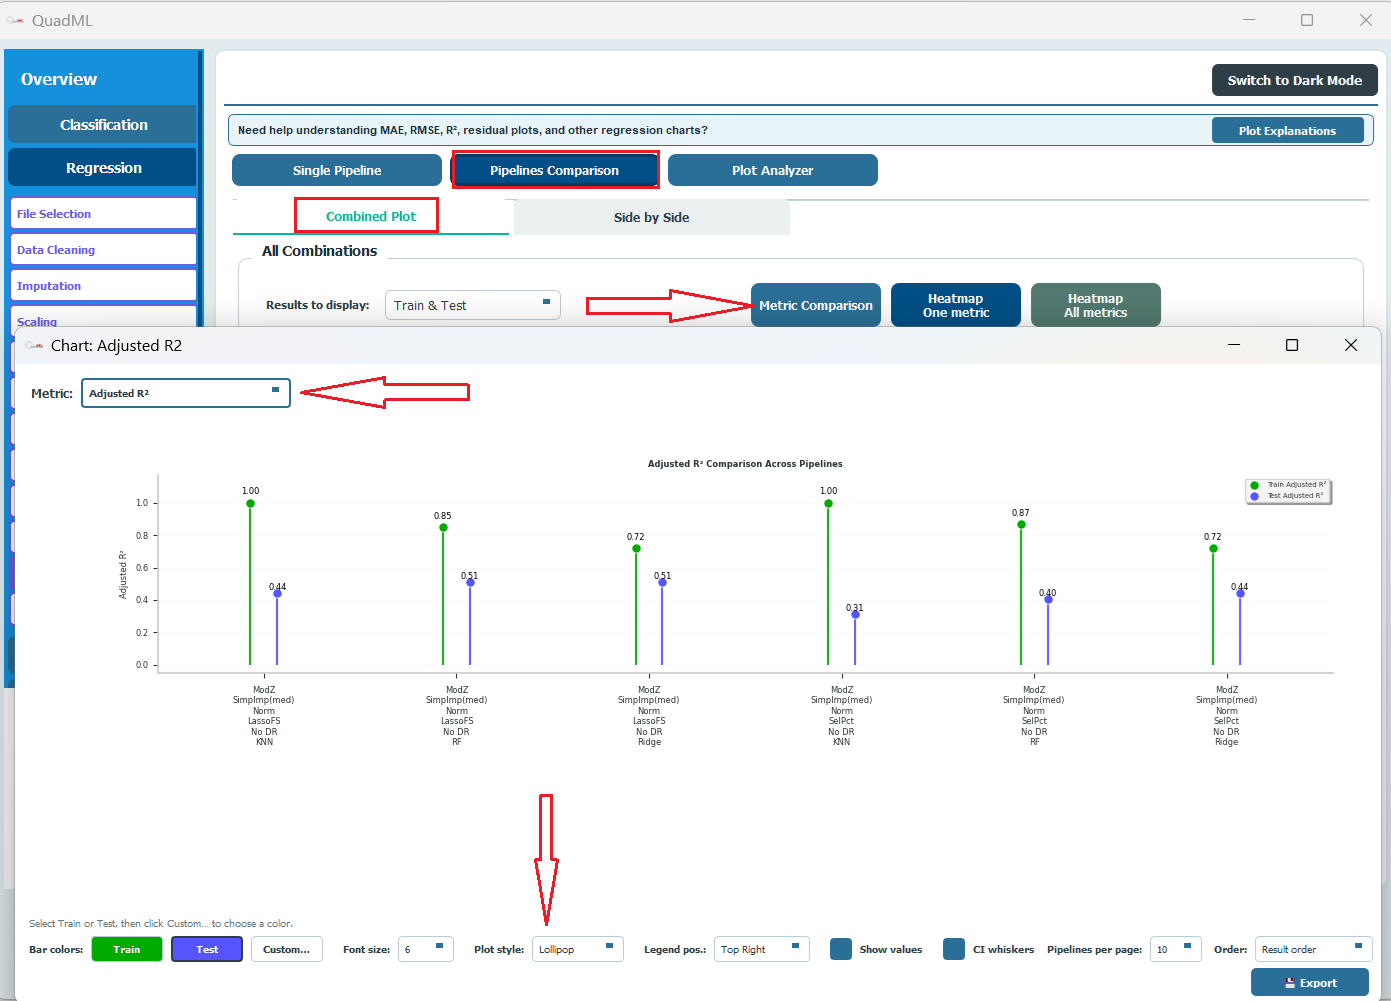 QuadML
Overview
Switch to Dark Mode
Classification
Need help understanding MAE, RMSE, R², residual plots, and other regression charts?
Plot Explanations
Regression
Single Pipeline
Pipelines Comparison
Plot Analyzer
File Selection
Combined Plot
Side by Side
Data Cleaning
All Combinations
Imputation
Results to display:
Train & Test
Metric Comparison
Heatmap
One metric
Heatmap
All metrics
Scaling
Chart: Adjusted R2
Metric:
Adjusted R²
Adjusted R² Comparison Across Pipelines
Train Adjusted R²
Test Adjusted R²
Adjusted R²
1.0
0.8
0.6
0.4
0.2
0.0
1.00
0.44
0.85
0.51
0.72
0.51
1.00
0.31
0.87
0.40
0.72
0.44
ModZ
SimpImp(med)
Norm
LassoFS
No DR
KNN
ModZ
SimpImp(med)
Norm
LassoFS
No DR
RF
ModZ
SimpImp(med)
Norm
LassoFS
No DR
Ridge
ModZ
SimpImp(med)
Norm
SelPct
No DR
KNN
ModZ
SimpImp(med)
Norm
SelPct
No DR
RF
ModZ
SimpImp(med)
Norm
SelPct
No DR
Ridge
Select Train or Test, then click Custom... to choose a color.
Bar colors:
Train
Test
Custom...
Font size:
6
Plot style:
Lollipop
Legend pos.:
Top Right
Show values
CI whiskers
Pipelines per page:
10
Order:
Result order
Export